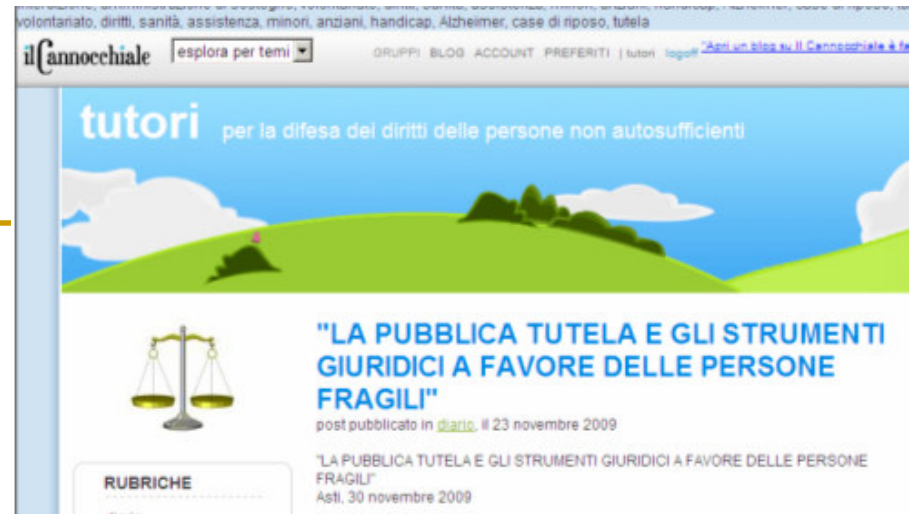 volontariato, diritti, sanità, assistenza, minori, anziani, handicap, Alzheimer, case di riposo, tutela
il Cannocchiale esplora per temi GRUPPI BLOG ACCOUNT PREFERITI | tutori logoff "Apri un blog su Il Cannocchiale è
tutori per la difesa dei diritti delle persone non autosufficienti
"LA PUBBLICA TUTELA E GLI STRUMENTI
GIURIDICI A FAVORE DELLE PERSONE
FRAGILI"
post pubblicato in diario, il 23 novembre 2009
"LA PUBBLICA TUTELA E GLI STRUMENTI GIURIDICI A FAVORE DELLE PERSONE
FRAGILI"
Asti, 30 novembre 2009
RUBRICHE